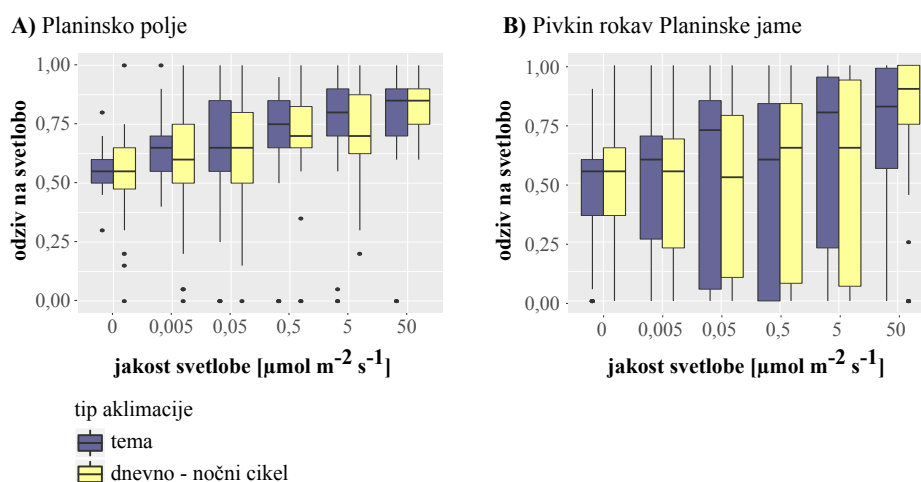 A) Planinsko polje
odziv na svetlobo
1,00
0,75
0,50
0,25
0,00
0 0,005 0,05 0,5 5 50
jakost svetlobe [µmol m-2 s-1]
B) Pivkin rokav Planinske jame
odziv na svetlobo
1,00
0,75
0,50
0,25
0,00
0 0,005 0,05 0,5 5 50
jakost svetlobe [µmol m-2 s-1]
tip aklimacije
tema
dnevno - nočni cikel